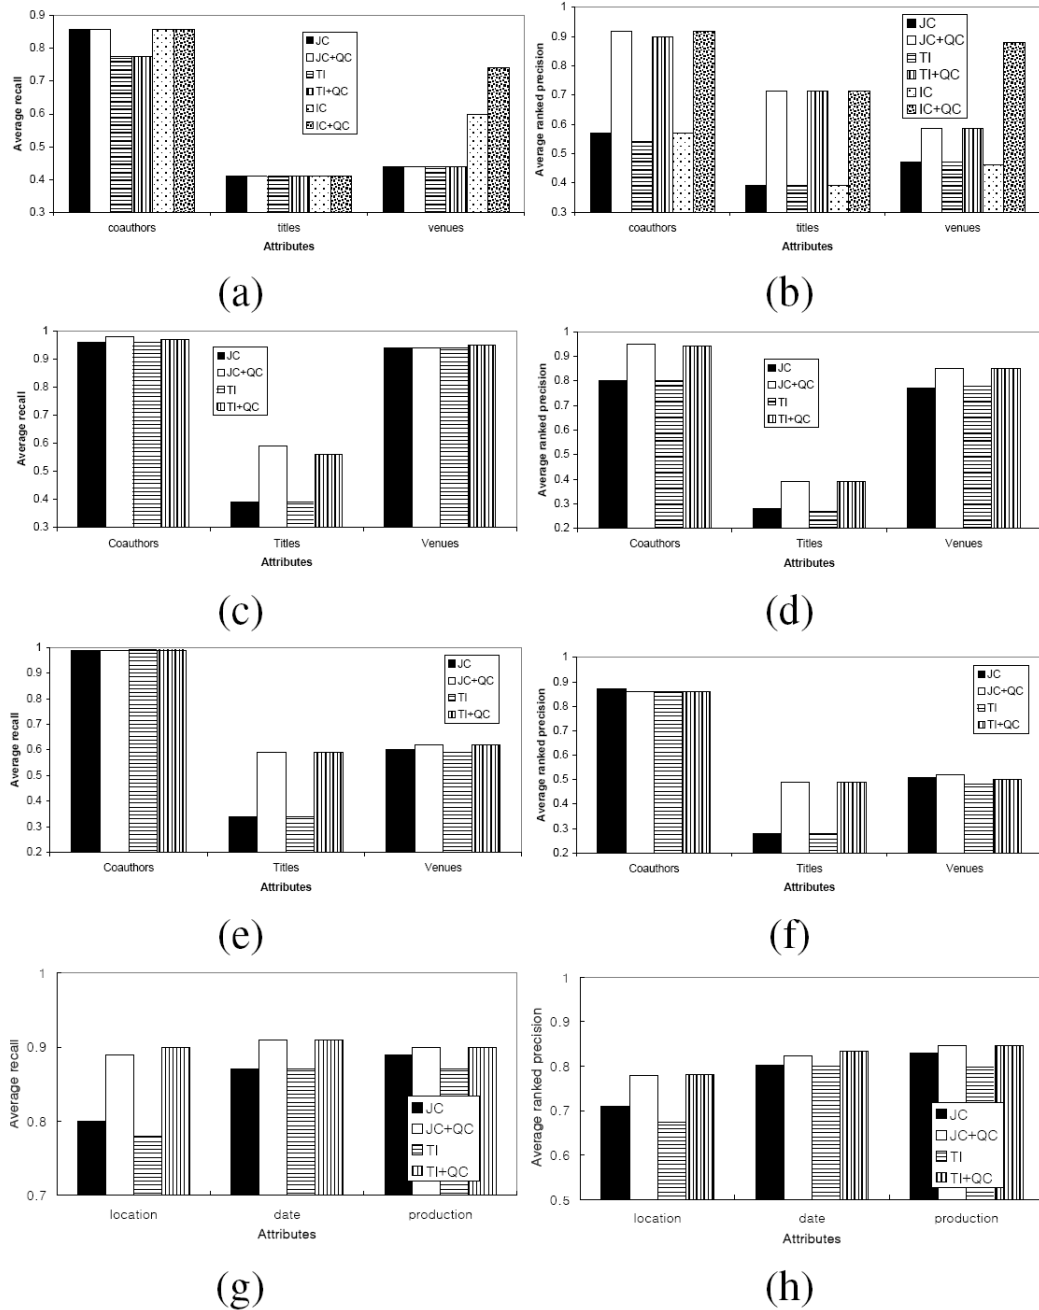 0.9
0.8
0.7
0.6
0.5
0.4
0.3
Average recall
JC
JC+QC
TI
TI+QC
IC
IC+QC
coauthors titles venues
Attributes
(a)
1
0.9
0.8
0.7
0.6
0.5
0.4
0.3
Average ranked precision
JC
JC+QC
TI
TI+QC
IC
IC+QC
coauthors titles venues
Attributes
(b)
1
0.9
0.8
0.7
0.6
0.5
0.4
0.3
Average recall
JC
JC+QC
TI
TI+QC
Coauthors Titles Venues
Attributes
(c)
1
0.9
0.8
0.7
0.6
0.5
0.4
0.3
0.2
Average ranked precision
JC
JC+QC
TI
TI+QC
Coauthors Titles Venues
Attributes
(d)
1
0.9
0.8
0.7
0.6
0.5
0.4
0.3
0.2
Average recall
JC
JC+QC
TI
TI+QC
Coauthors Titles Venues
Attributes
(e)
1
0.9
0.8
0.7
0.6
0.5
0.4
0.3
0.2
Average ranked precision
JC
JC+QC
TI
TI+QC
Coauthors Titles Venues
Attributes
(f)
1
0.9
0.8
0.7
Average recall
JC
JC+QC
TI
TI+QC
location date production
Attributes
(g)
1
0.9
0.8
0.7
0.6
0.5
Average ranked precision
JC
JC+QC
TI
TI+QC
location date production
Attributes
(h)